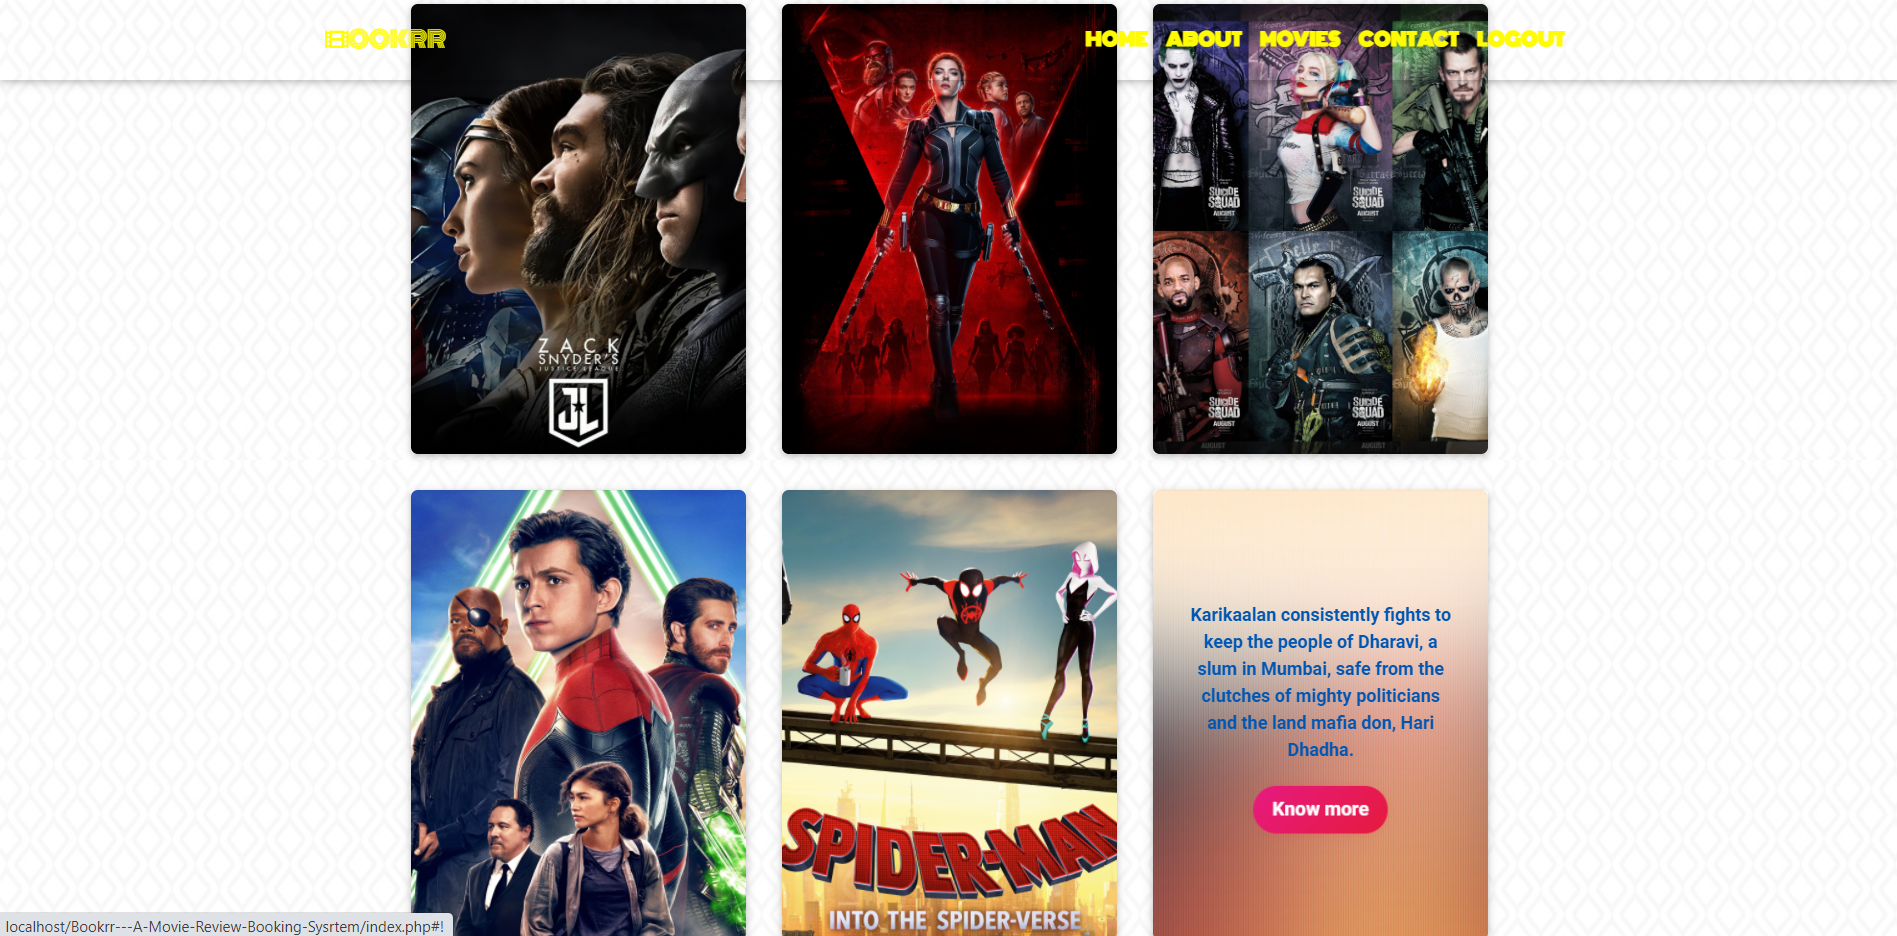 BOOKRR
HOME ABOUT MOVIES CONTACT LOGOUT
ZACK
SNYDER'S
JUSTICE LEAGUE
JL
SUICIDE
SQUAD
AUGUST
SUICIDE
SQUAD
AUGUST
SUICIDE
SQUAD
AUGUST
SUICIDE
SQUAD
AUGUST
AUGUST
AUGUST
SPIDER-MAN
INTO THE SPIDER-VERSE
Karikaalan consistently fights to
keep the people of Dharavi, a
slum in Mumbai, safe from the
clutches of mighty politicians
and the land mafia don, Hari
Dhadha.
Know more
localhost/Bookrr---A-Movie-Review-Booking-Sysrtem/index.php#!